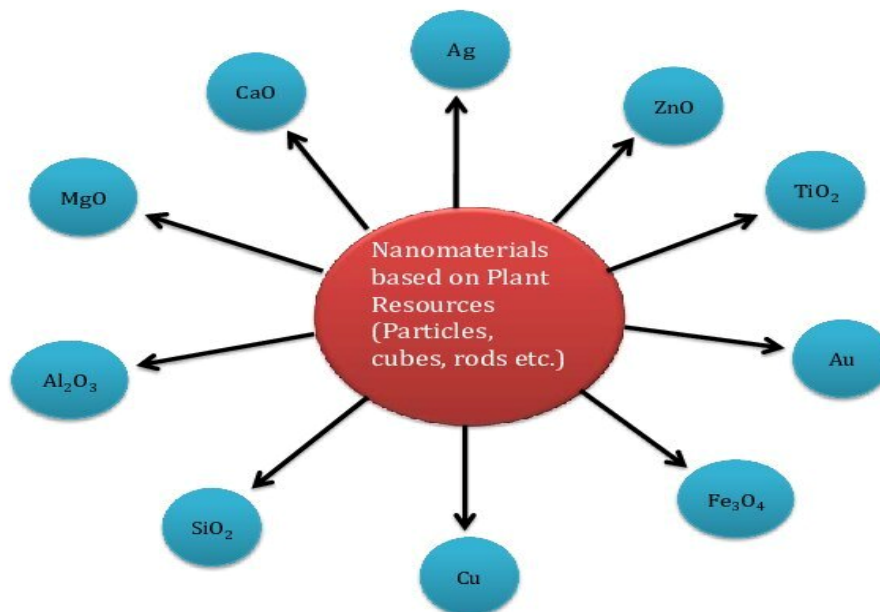 Ag
CaO
ZnO
MgO
TiO₂
Nanomaterials
based on Plant
Resources
(Particles,
cubes, rods etc.)
Au
Al₂O₃
Fe₃O₄
SiO₂
Cu